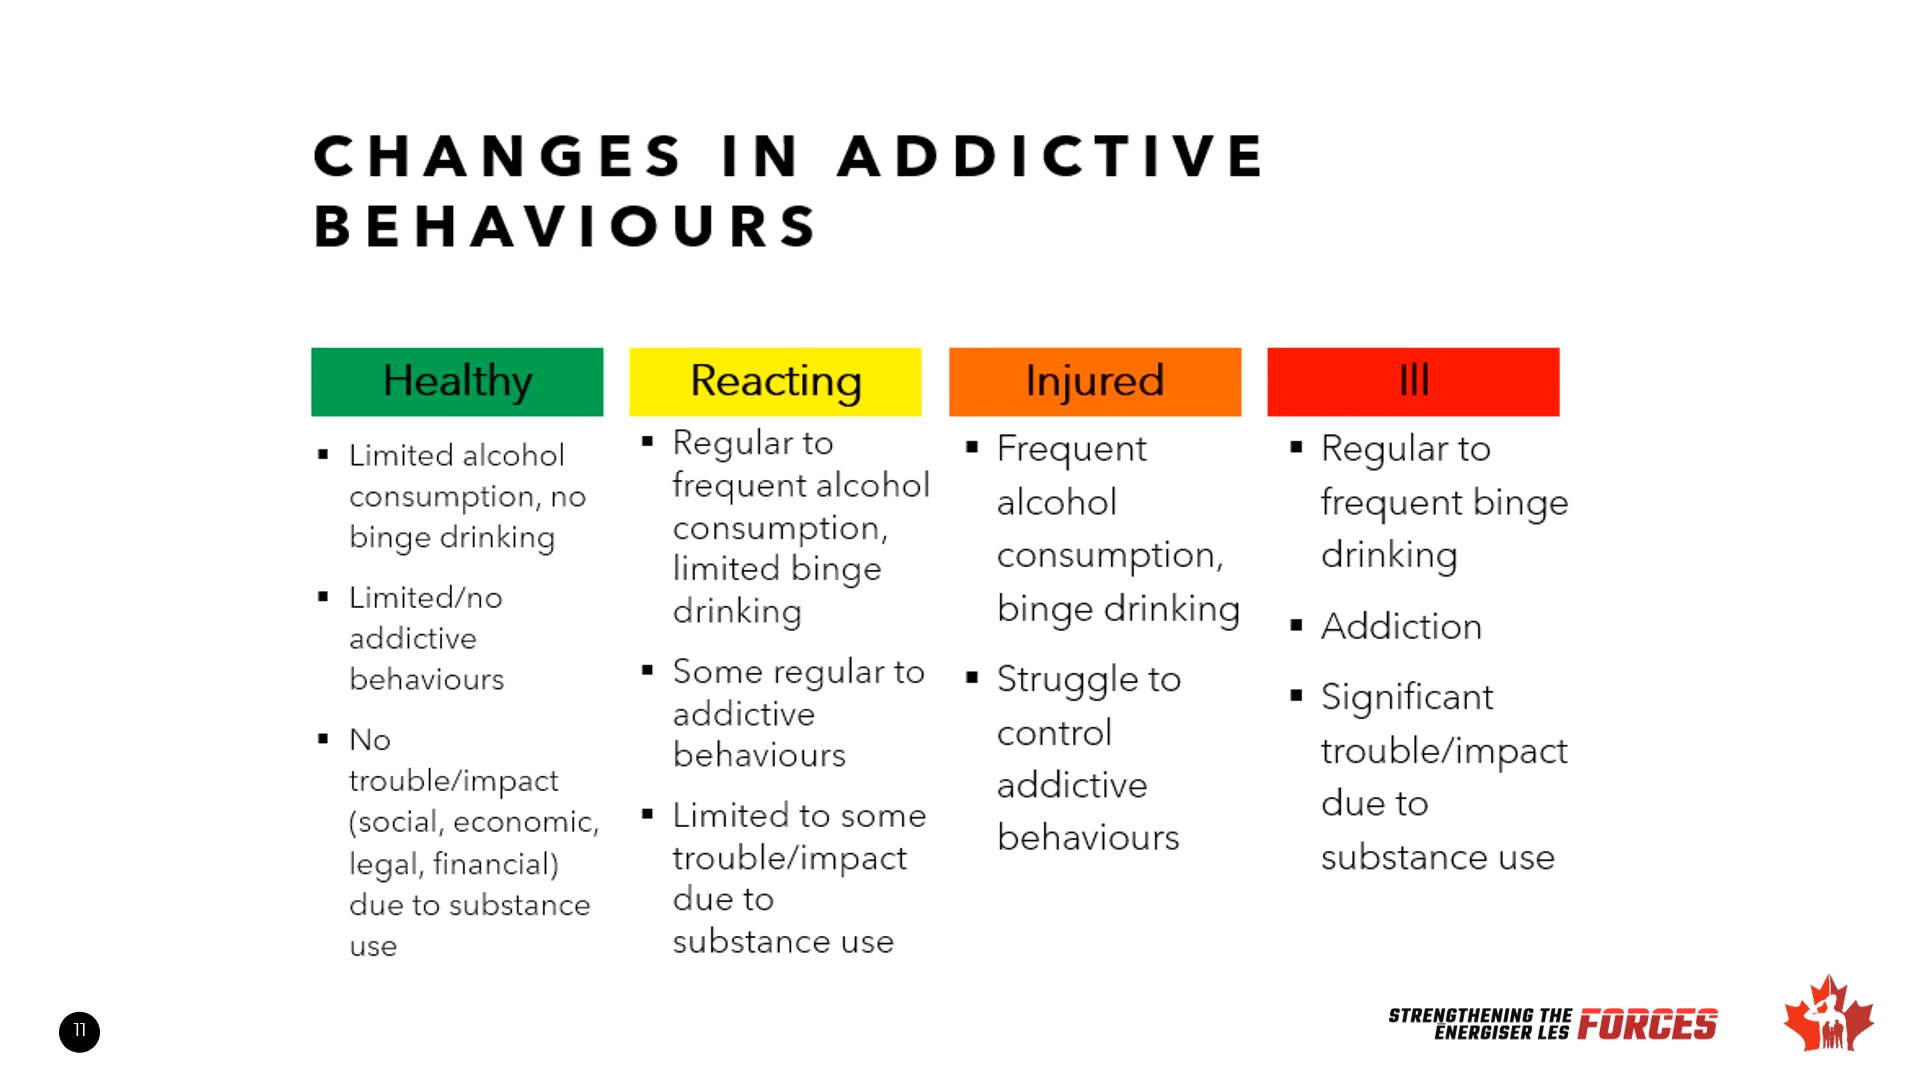 CHANGES IN ADDICTIVE
BEHAVIOURS
Healthy
▪ Limited alcohol
consumption, no
binge drinking
▪ Limited/no
addictive
behaviours
▪ No
trouble/impact
(social, economic,
legal, financial)
due to substance
use
Reacting
▪ Regular to
frequent alcohol
consumption,
limited binge
drinking
▪ Some regular to
addictive
behaviours
▪ Limited to some
trouble/impact
due to
substance use
Injured
▪ Frequent
alcohol
consumption,
binge drinking
▪ Struggle to
control
addictive
behaviours
Ill
▪ Regular to
frequent binge
drinking
▪ Addiction
▪ Significant
trouble/impact
due to
substance use
11
STRENGTHENING THE
ÉNERGISER LES
FORCES